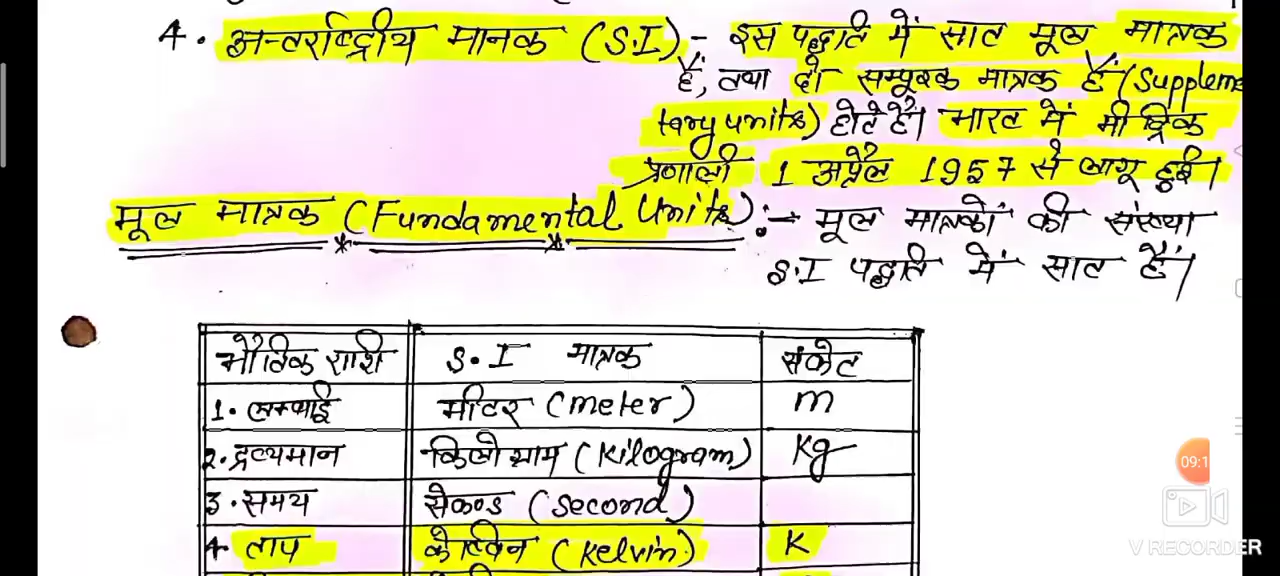 4. अन्तर्राष्ट्रीय मानक (S.I) - इस पद्धति में सात मूल मात्रक
हैं, तथा दो सम्पूरक मात्रक हैं (Suppleme
tary units) होते हैं। भारत में मीट्रिक
प्रणाली 1 अप्रैल 1957 से लागू हुई।
मूल मात्रक (Fundamental Units) :- मूल मात्रकों की संख्या
S.I पद्धति में सात हैं।
भौतिक राशि S.I मात्रक संकेत
1. लम्बाई मीटर (meter) m
2. द्रव्यमान किलोग्राम (Kilogram) Kg
3. समय सेकण्ड (Second)
4 ताप केल्विन (Kelvin) K
09:1
V RECORDER